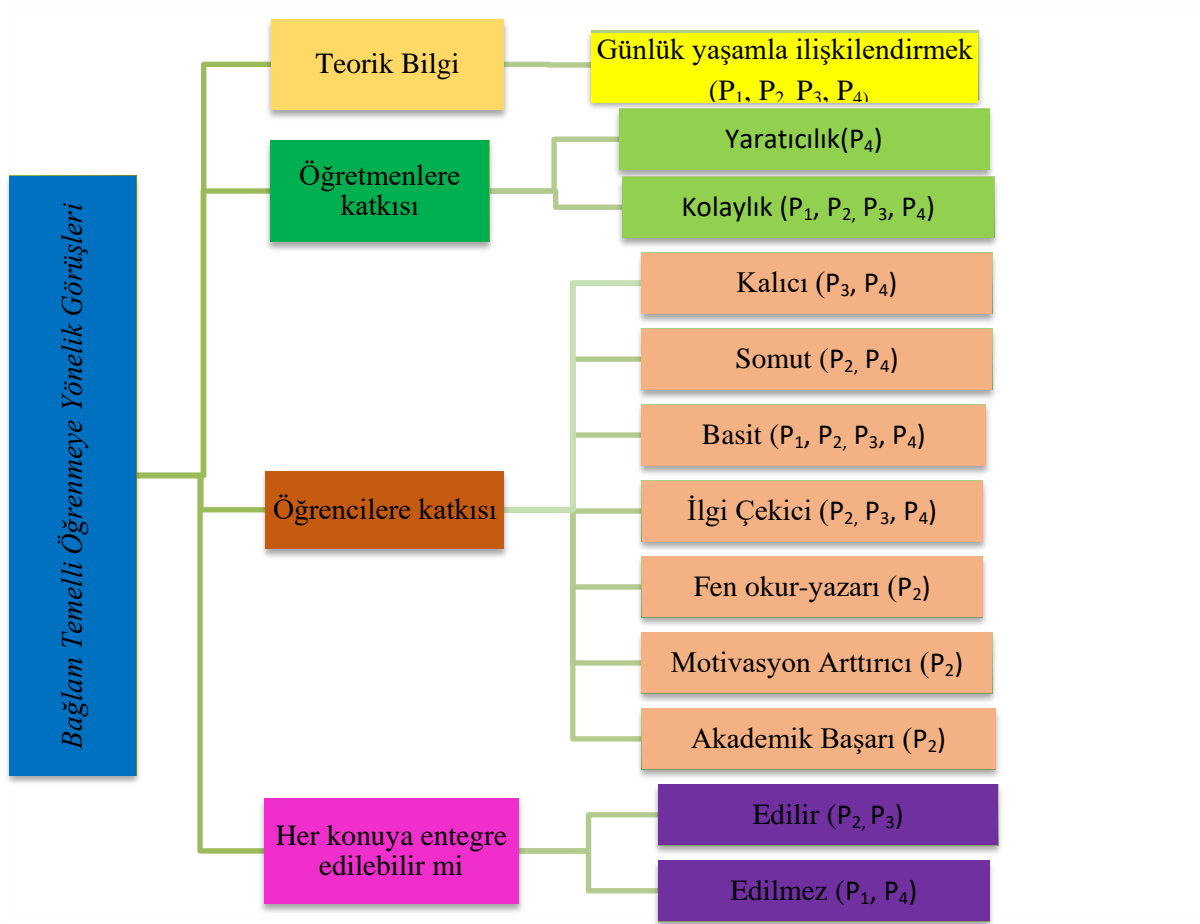 Bağlam Temelli Öğrenmeye Yönelik Görüşleri
Teorik Bilgi
Günlük yaşamla ilişkilendirmek
(P₁, P₂ P₃, P₄)
Öğretmenlere
katkısı
Yaratıcılık(P₄)
Kolaylık (P₁, P₂, P₃, P₄)
Öğrencilere katkısı
Kalıcı (P₃, P₄)
Somut (P₂, P₄)
Basit (P₁, P₂, P₃, P₄)
İlgi Çekici (P₂, P₃, P₄)
Fen okur-yazarı (P₂)
Motivasyon Arttırıcı (P₂)
Akademik Başarı (P₂)
Her konuya entegre
edilebilir mi
Edilir (P₂, P₃)
Edilmez (P₁, P₄)